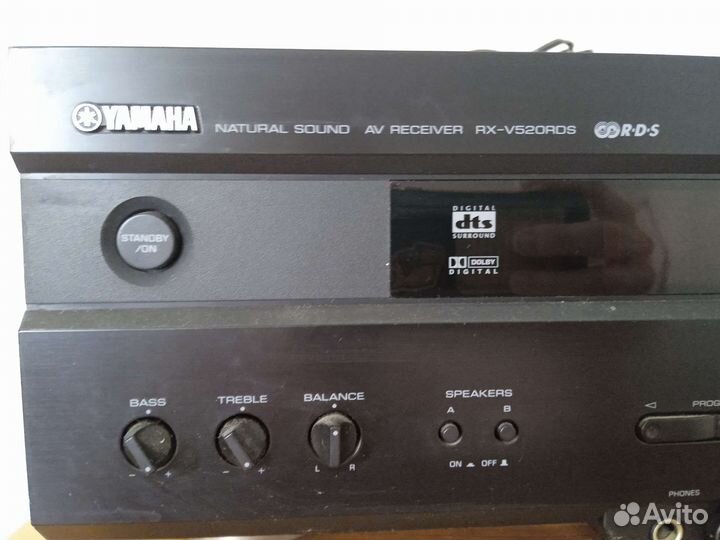 YAMAHA NATURAL SOUND AV RECEIVER RX-V520RDS R·D·S
DIGITAL
dts
SURROUND
DOLBY
DIGITAL
STANDBY
/ON
BASS TREBLE BALANCE SPEAKERS
A B
PROG
- + - + L R
ON OFF
PHONES
Avito